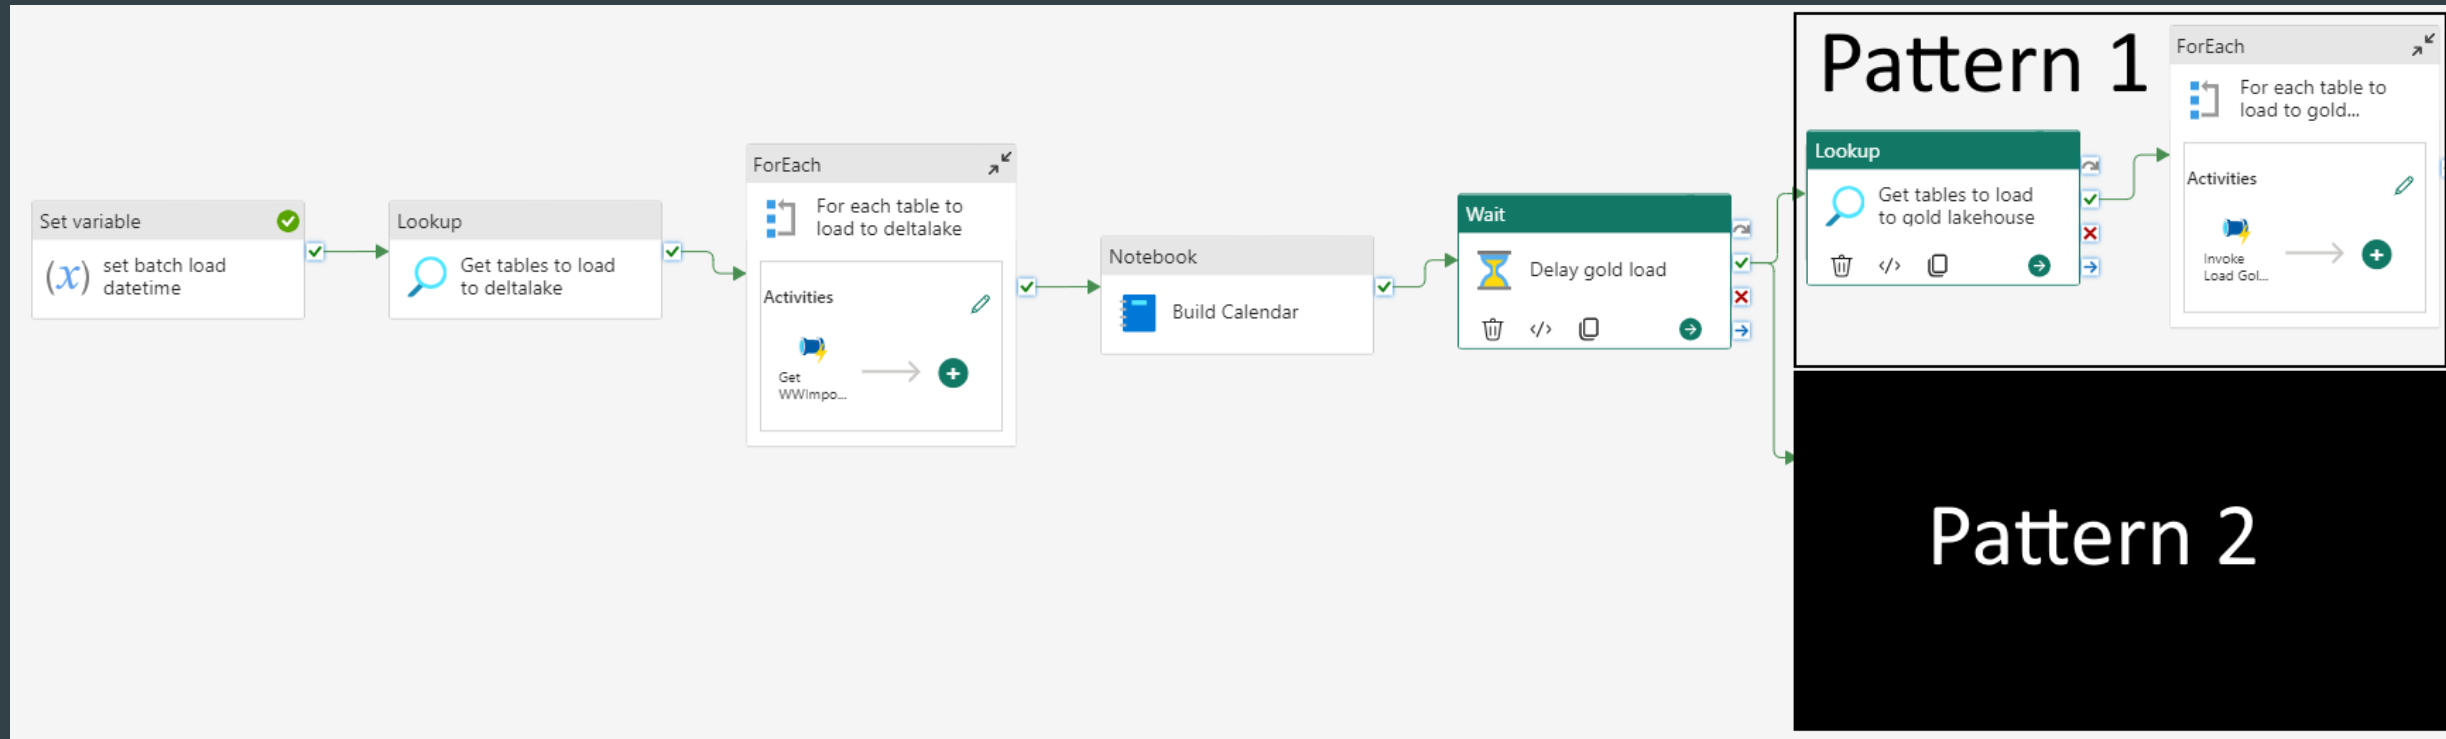 Set variable
(x)
set batch load
datetime
Lookup
Get tables to load
to deltalake
ForEach
For each table to
load to deltalake
Activities
Get
WWImpo...
Notebook
Build Calendar
Wait
Delay gold load
</>
Pattern 1
Lookup
Get tables to load
to gold lakehouse
</>
ForEach
For each table to
load to gold...
Activities
Invoke
Load Gol...
Pattern 2